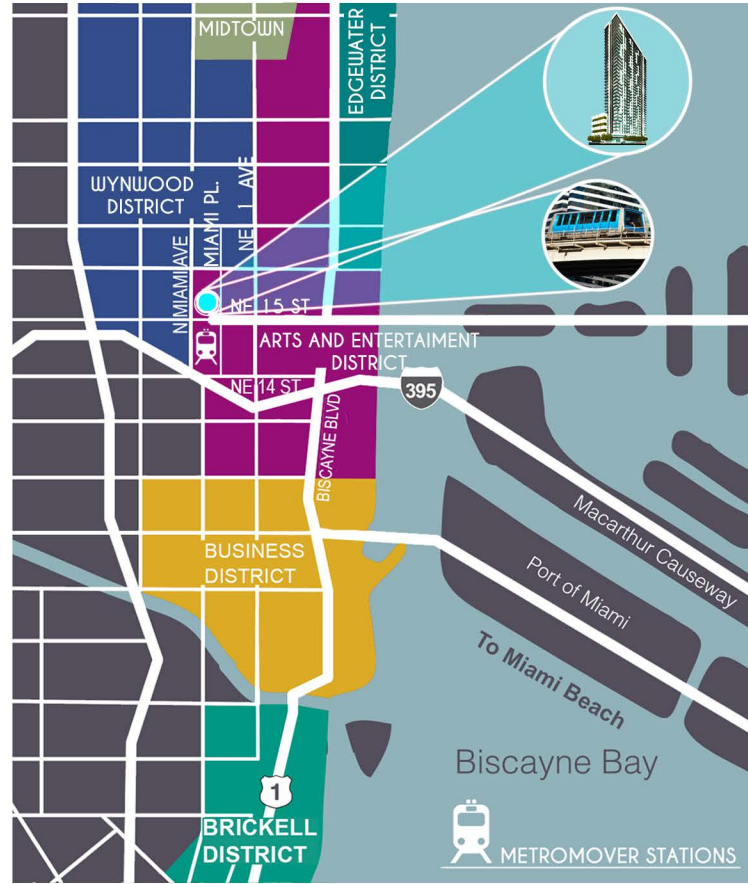 MIDTOWN
EDGEWATER
DISTRICT
WYNWOOD
DISTRICT
N MIAMI AVE
MIAMI PL.
NE 1 AVE
NE 15 ST
ARTS AND ENTERTAIMENT
DISTRICT
NE 14 ST
395
BISCAYNE BLVD
Macarthur Causeway
BUSINESS
DISTRICT
Port of Miami
To Miami Beach
Biscayne Bay
1
BRICKELL
DISTRICT
METROMOVER STATIONS